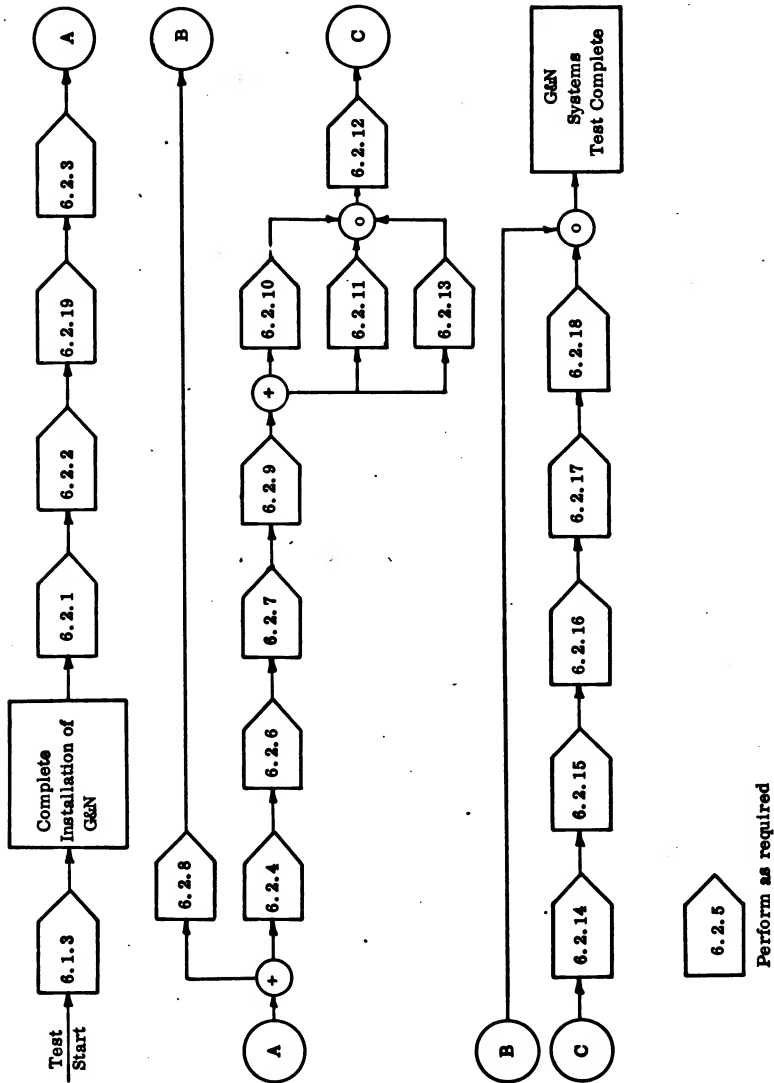 Test
Start
6.1.3
Complete
Installation of
G&N
6.2.1
6.2.2
6.2.19
6.2.3
A
6.2.8
B
A
+
6.2.4
6.2.6
6.2.7
6.2.9
+
6.2.10
6.2.11
6.2.13
o
6.2.12
C
B
C
6.2.14
6.2.15
6.2.16
6.2.17
6.2.18
o
G&N
Systems
Test Complete
6.2.5
Perform as required